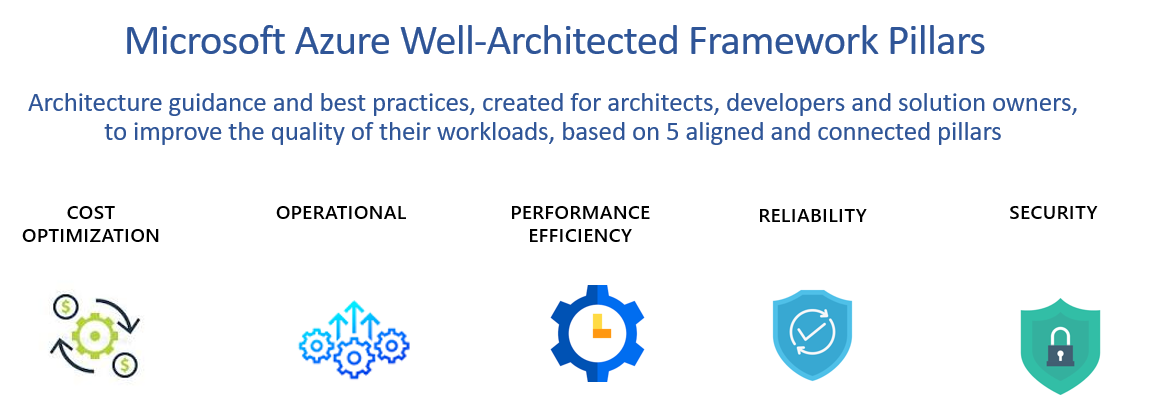 Microsoft Azure Well-Architected Framework Pillars
Architecture guidance and best practices, created for architects, developers and solution owners,
to improve the quality of their workloads, based on 5 aligned and connected pillars
COST
OPTIMIZATION
OPERATIONAL
PERFORMANCE
EFFICIENCY
RELIABILITY
SECURITY
$
$